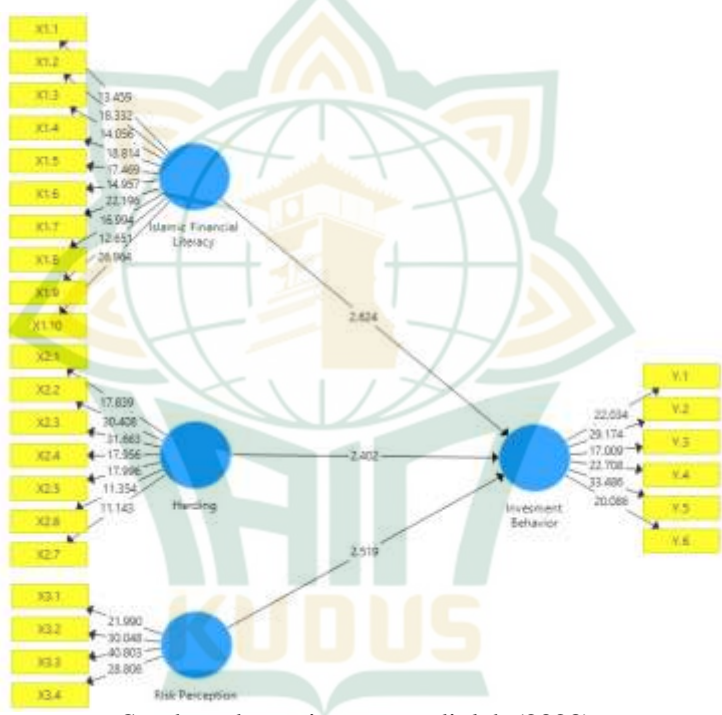 X1.1
X1.2
X1.3
X1.4
X1.5
X1.6
X1.7
X1.8
X1.9
X1.10
13.459
18.332
14.056
18.814
17.469
14.957
22.196
16.994
12.651
26.964
Islamic Financial
Literacy
2.624
X2.1
X2.2
X2.3
X2.4
X2.5
X2.6
X2.7
17.839
30.408
31.663
17.956
17.996
11.354
11.143
Herding
2.402
X3.1
X3.2
X3.3
X3.4
21.990
30.048
40.803
28.806
Risk Perception
2.519
Invesment
Behavior
22.034
29.174
17.009
22.708
33.486
20.086
Y.1
Y.2
Y.3
Y.4
Y.5
Y.6
KUDUS